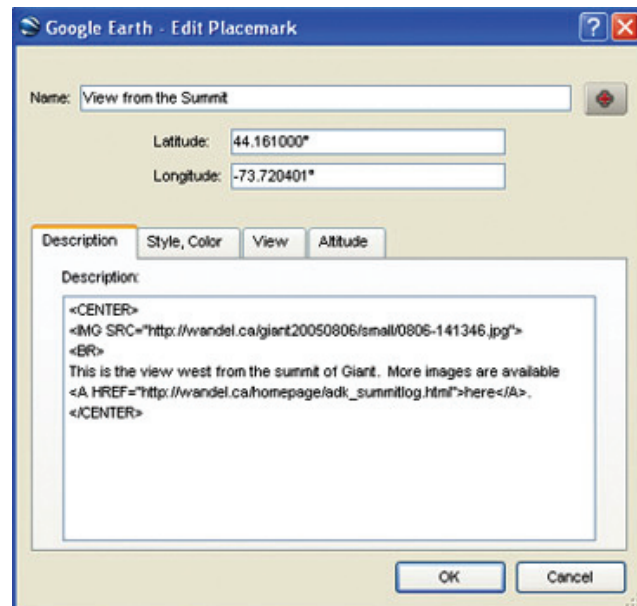 Google Earth - Edit Placemark
Name: View from the Summit
Latitude: 44.161000°
Longitude: -73.720401°
Description Style, Color View Altitude
Description:
<CENTER>
<IMG SRC="http://wandel.ca/giant20050806/small/0806-141346.jpg">
<BR>
This is the view west from the summit of Giant. More images are available
<A HREF="http://wandel.ca/homepage/adk_summitlog.html">here</A>.
</CENTER>
OK Cancel